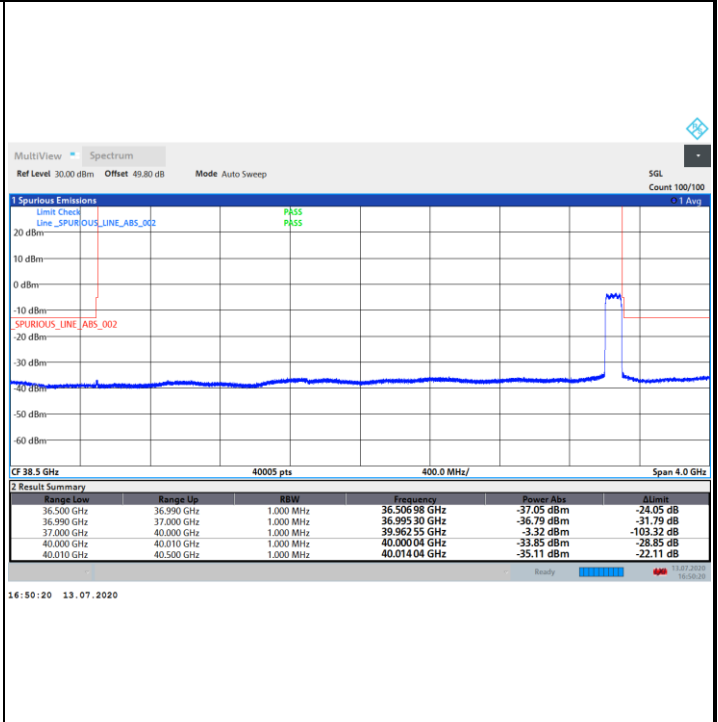 MultiView Spectrum
Ref Level 30.00 dBm Offset 49.80 dB Mode Auto Sweep SGL
Count 100/100
1 Spurious Emissions 1 Avg
Limit Check PASS
Line _SPURIOUS_LINE_ABS_002 PASS
20 dBm
10 dBm
0 dBm
-10 dBm
_SPURIOUS_LINE_ABS_002
-20 dBm
-30 dBm
-40 dBm
-50 dBm
-60 dBm
CF 38.5 GHz 40005 pts 400.0 MHz/ Span 4.0 GHz
2 Result Summary
Range Low Range Up RBW Frequency Power Abs ΔLimit
36.500 GHz 36.990 GHz 1.000 MHz 36.506 98 GHz -37.05 dBm -24.05 dB
36.990 GHz 37.000 GHz 1.000 MHz 36.995 30 GHz -36.79 dBm -31.79 dB
37.000 GHz 40.000 GHz 1.000 MHz 39.962 55 GHz -3.32 dBm -103.32 dB
40.000 GHz 40.010 GHz 1.000 MHz 40.000 04 GHz -33.85 dBm -28.85 dB
40.010 GHz 40.500 GHz 1.000 MHz 40.014 04 GHz -35.11 dBm -22.11 dB
Ready 13.07.2020
16:50:20
16:50:20 13.07.2020